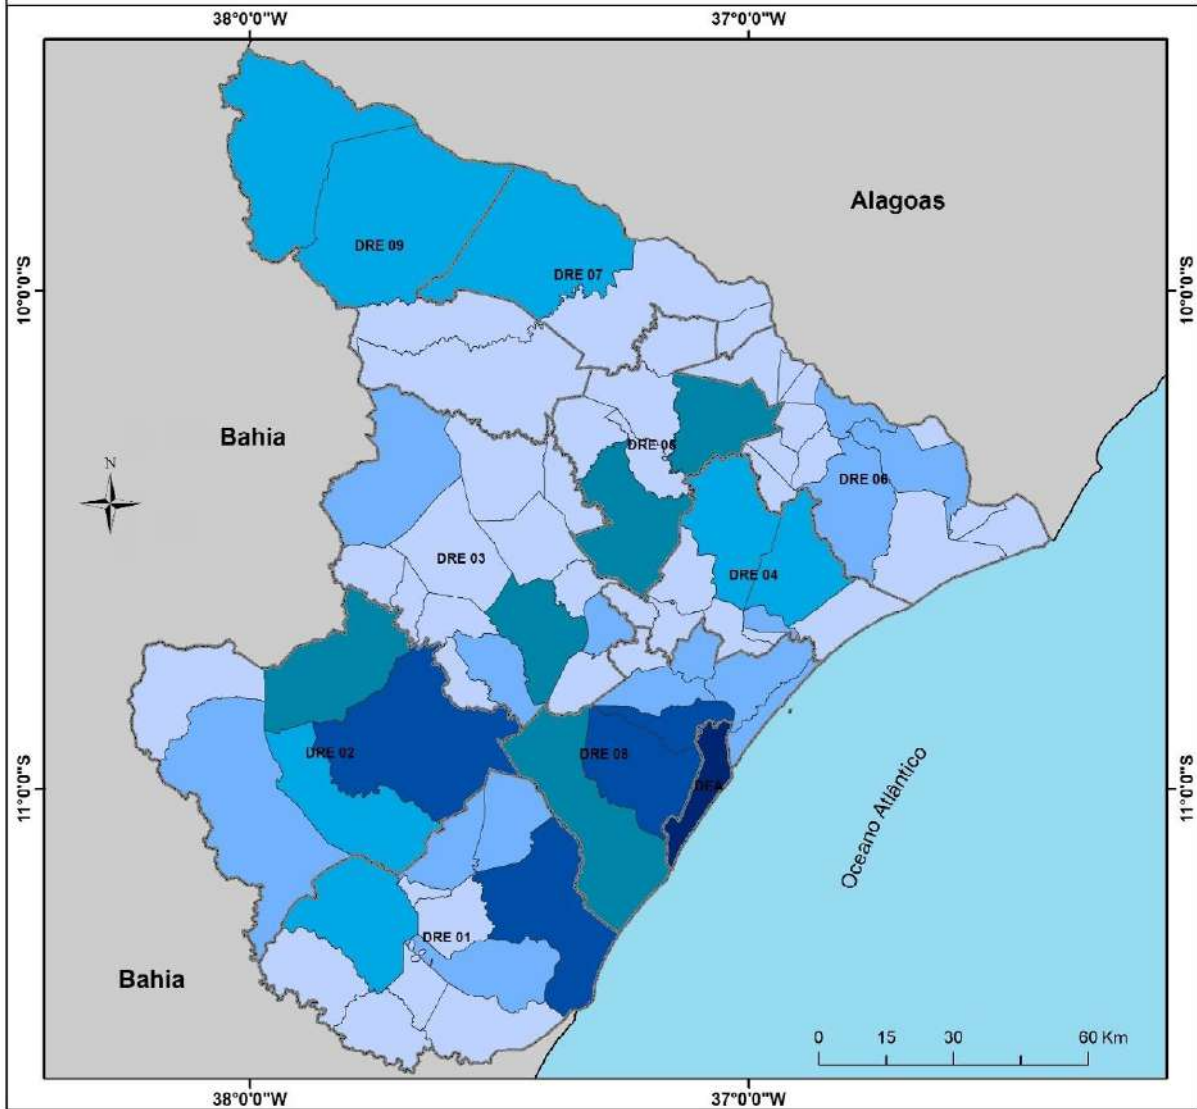 38°0'0"W 37°0'0"W
Alagoas
DRE 09
DRE 07
10°0'0"S 10°0'0"S
Bahia
DRE 05
N
DRE 06
DRE 03
DRE 04
DRE 02
DRE 08
DEA
11°0'0"S 11°0'0"S
Oceano Atlântico
DRE 01
Bahia
0 15 30 60 Km
38°0'0"W 37°0'0"W